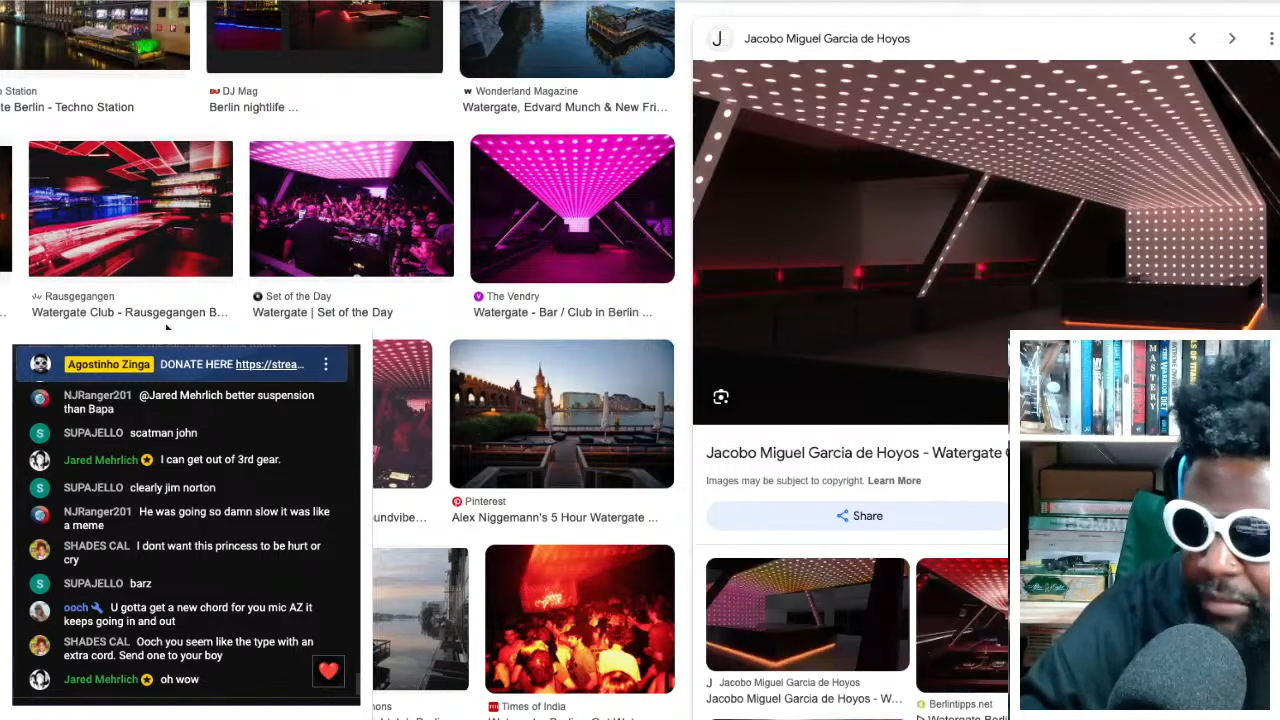 o Station
te Berlin - Techno Station
DJ Mag
Berlin nightlife ...
w Wonderland Magazine
Watergate, Edvard Munch & New Fri...
J Jacobo Miguel Garcia de Hoyos
Rausgegangen
Watergate Club - Rausgegangen B...
Set of the Day
Watergate | Set of the Day
V The Vendry
Watergate - Bar / Club in Berlin ...
Agostinho Zinga DONATE HERE https://strea...
NJRanger201 @Jared Mehrlich better suspension
than Bapa
S SUPAJELLO scatman john
Jared Mehrlich I can get out of 3rd gear.
S SUPAJELLO clearly jim norton
NJRanger201 He was going so damn slow it was like
a meme
SHADES CAL I dont want this princess to be hurt or
cry
S SUPAJELLO barz
ooch U gotta get a new chord for you mic AZ it
keeps going in and out
SHADES CAL Ooch you seem like the type with an
extra cord. Send one to your boy
Jared Mehrlich oh wow
undvibe...
Pinterest
Alex Niggemann's 5 Hour Watergate ...
ons
Times of India
Jacobo Miguel Garcia de Hoyos - Watergate
Images may be subject to copyright. Learn More
Share
J Jacobo Miguel Garcia de Hoyos
Jacobo Miguel Garcia de Hoyos - W...
Berlintips.net
MASTERY
THE WARRIOR DIET